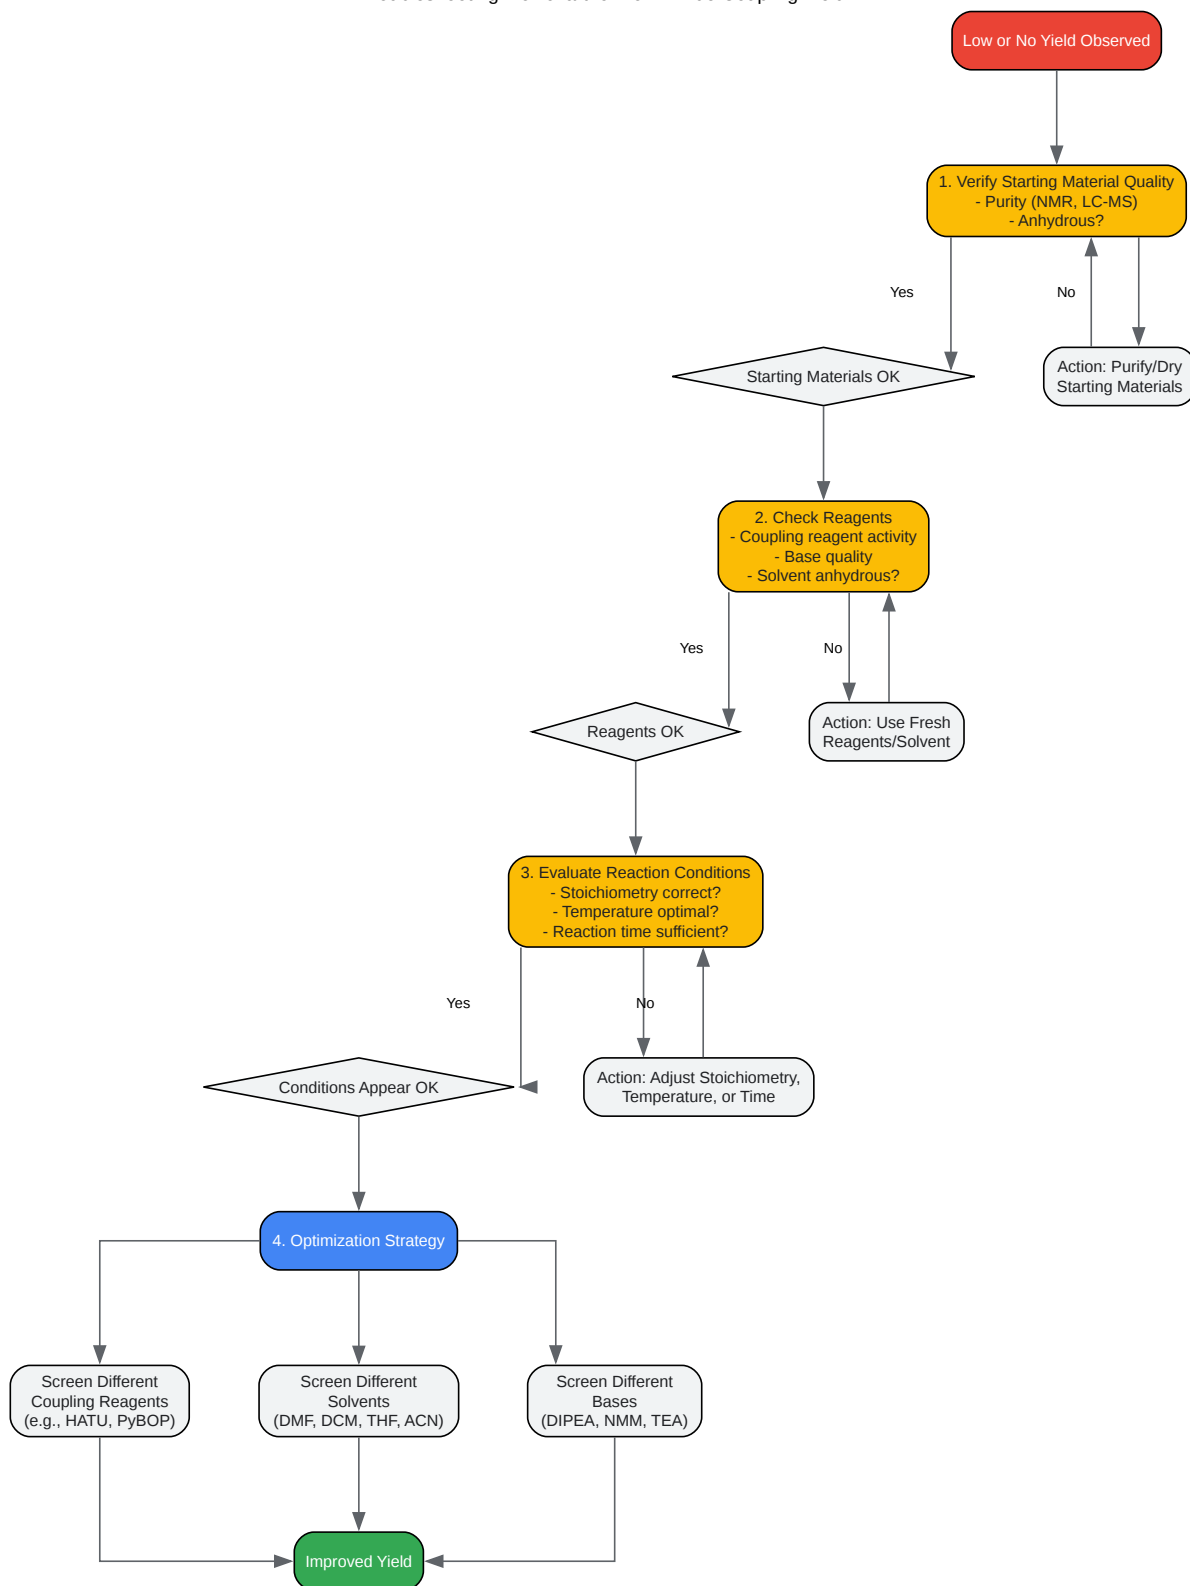 Low or No Yield Observed
1. Verify Starting Material Quality
- Purity (NMR, LC-MS)
- Anhydrous?
Yes
No
Starting Materials OK
Action: Purify/Dry
Starting Materials
2. Check Reagents
- Coupling reagent activity
- Base quality
- Solvent anhydrous?
Yes
No
Reagents OK
Action: Use Fresh
Reagents/Solvent
3. Evaluate Reaction Conditions
- Stoichiometry correct?
- Temperature optimal?
- Reaction time sufficient?
Yes
No
Conditions Appear OK
Action: Adjust Stoichiometry,
Temperature, or Time
4. Optimization Strategy
Screen Different
Coupling Reagents
(e.g., HATU, PyBOP)
Screen Different
Solvents
(DMF, DCM, THF, ACN)
Screen Different
Bases
(DIPEA, NMM, TEA)
Improved Yield